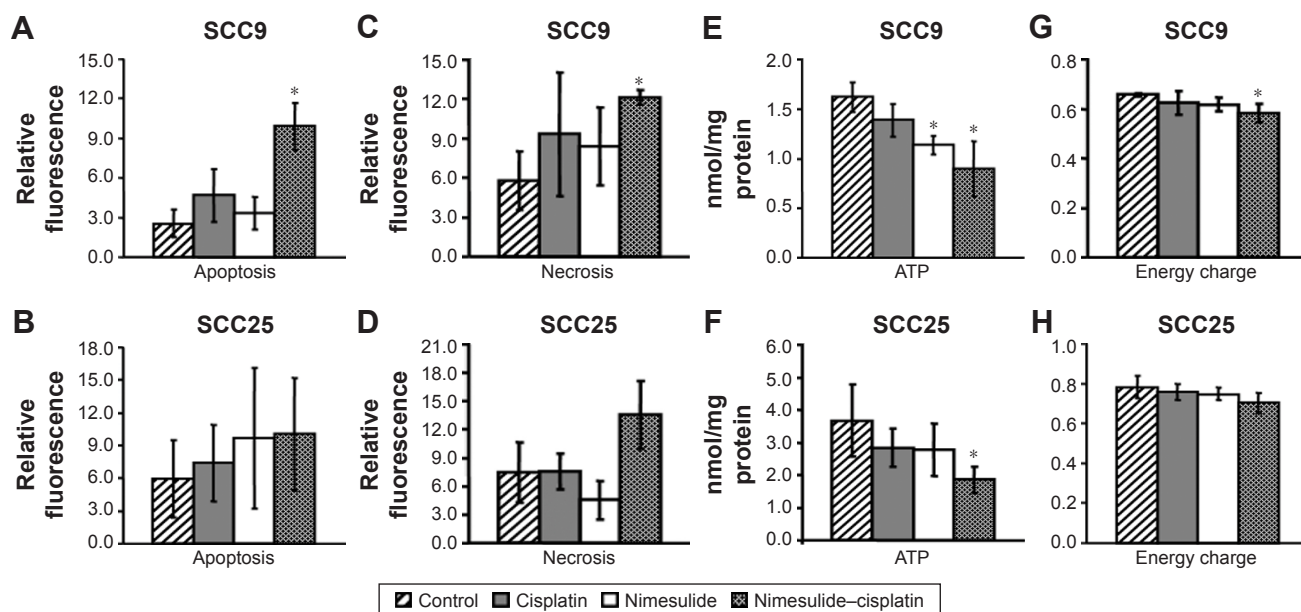 A
SCC9
Relative
fluorescence
15.0
12.0
9.0
6.0
3.0
0.0
*
Apoptosis
C
SCC9
Relative
fluorescence
15.0
12.0
9.0
6.0
3.0
0.0
*
Necrosis
E
SCC9
nmol/mg
protein
2.0
1.5
1.0
0.5
0.0
* *
ATP
G
SCC9
0.8
0.6
0.4
0.2
0.0
*
Energy charge
B
SCC25
Relative
fluorescence
18.0
15.0
12.0
9.0
6.0
3.0
0.0
Apoptosis
D
SCC25
Relative
fluorescence
21.0
18.0
15.0
12.0
9.0
6.0
3.0
0.0
Necrosis
F
SCC25
nmol/mg
protein
6.0
5.0
4.0
3.0
2.0
1.0
0.0
*
ATP
H
SCC25
1.0
0.8
0.6
0.4
0.2
0.0
Energy charge
Control Cisplatin Nimesulide Nimesulide–cisplatin